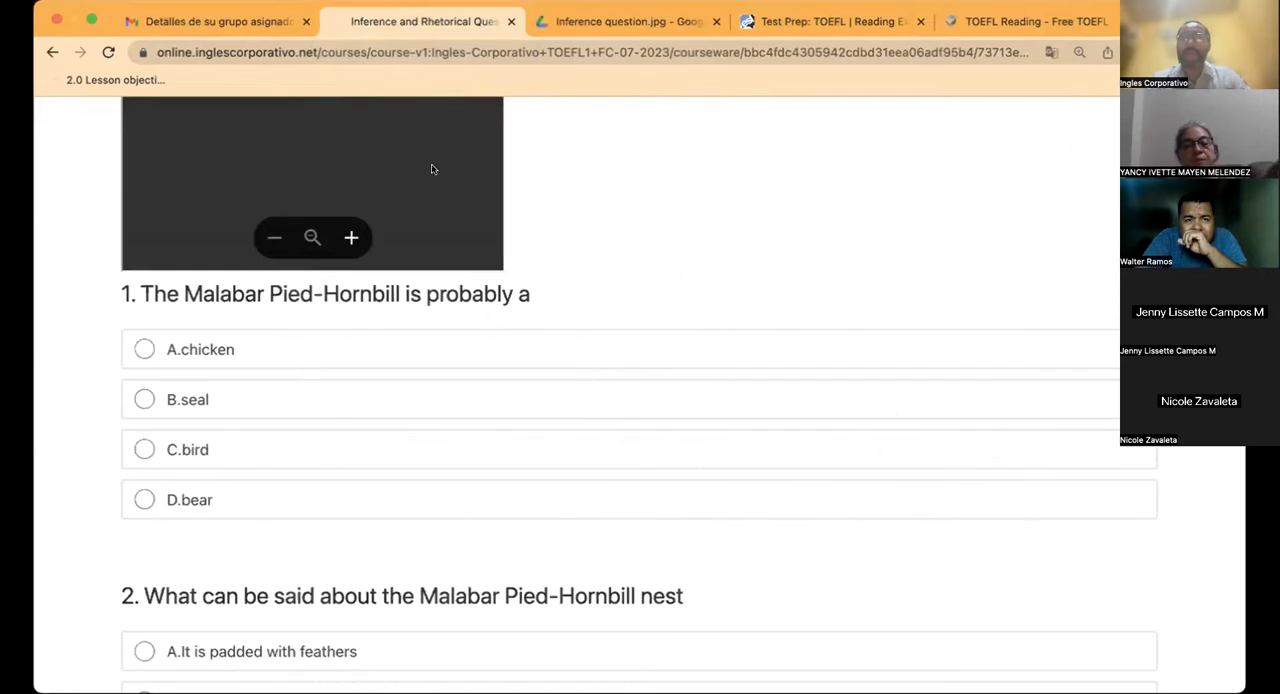 Detalles de su grupo asignado
Inference and Rhetorical Ques
Inference question.jpg - Goog
Test Prep: TOEFL | Reading Ex
TOEFL Reading - Free TOEFL
online.inglescorporativo.net/courses/course-v1:Ingles-Corporativo+TOEFL1+FC-07-2023/courseware/bbc4fdc4305942cdbd31eea06adf95b4/73713e...
2.0 Lesson objecti...
1. The Malabar Pied-Hornbill is probably a
A.chicken
B.seal
C.bird
D.bear
2. What can be said about the Malabar Pied-Hornbill nest
A.It is padded with feathers
Ingles Corporativo
YANCY IVETTE MAYEN MELENDEZ
Walter Ramos
Jenny Lissette Campos M
Jenny Lissette Campos M
Nicole Zavaleta
Nicole Zavaleta